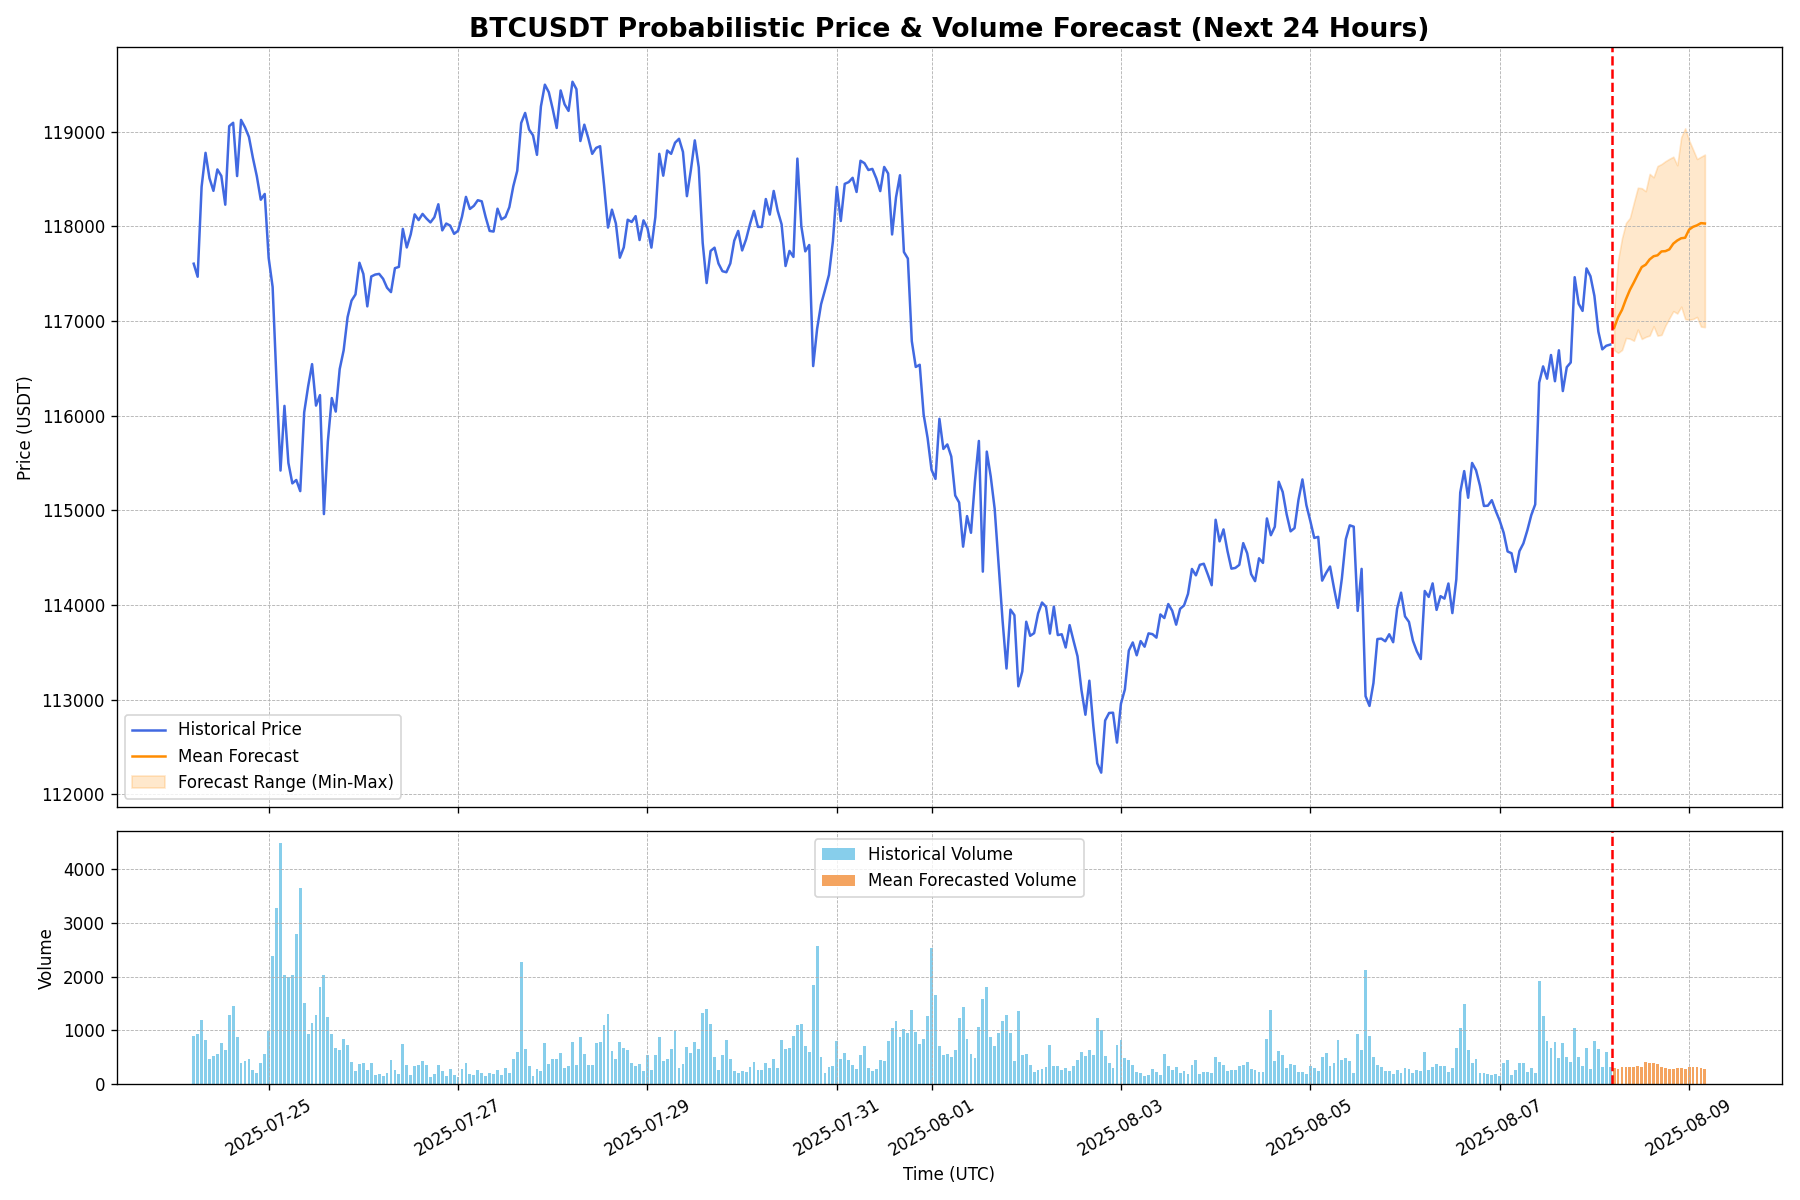 BTCUSDT Probabilistic Price & Volume Forecast (Next 24 Hours)
Price (USDT)
119000
118000
117000
116000
115000
114000
113000
112000
Historical Price
Mean Forecast
Forecast Range (Min-Max)
Volume
4000
3000
2000
1000
0
Historical Volume
Mean Forecasted Volume
2025-07-25
2025-07-27
2025-07-29
2025-07-31
2025-08-01
2025-08-03
2025-08-05
2025-08-07
2025-08-09
Time (UTC)